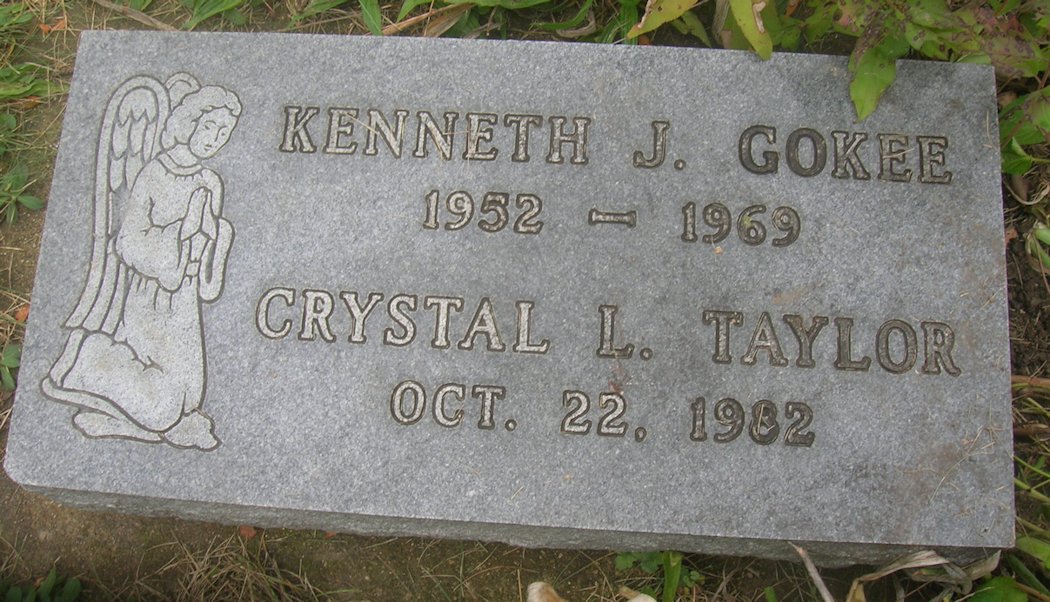 KENNETH J. GOKEE
1952 - 1969
CRYSTAL L. TAYLOR
OCT. 22, 1982